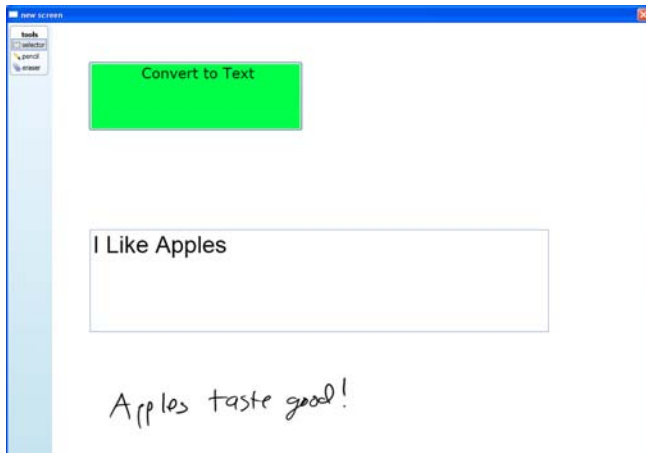 new screen
tools
selector
pencil
eraser
Convert to Text
I Like Apples
Apples taste good!